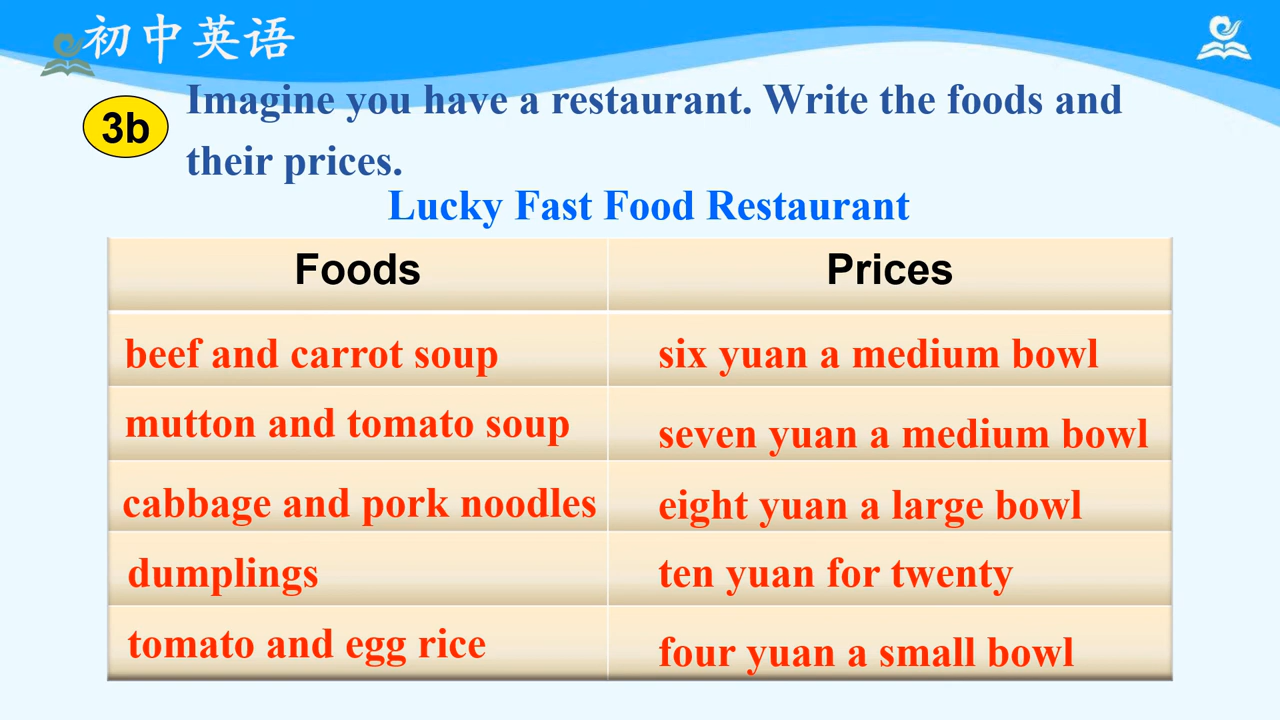 初中英语
3b
Imagine you have a restaurant. Write the foods and
their prices.
Lucky Fast Food Restaurant
Foods Prices
beef and carrot soup six yuan a medium bowl
mutton and tomato soup seven yuan a medium bowl
cabbage and pork noodles eight yuan a large bowl
dumplings ten yuan for twenty
tomato and egg rice four yuan a small bowl